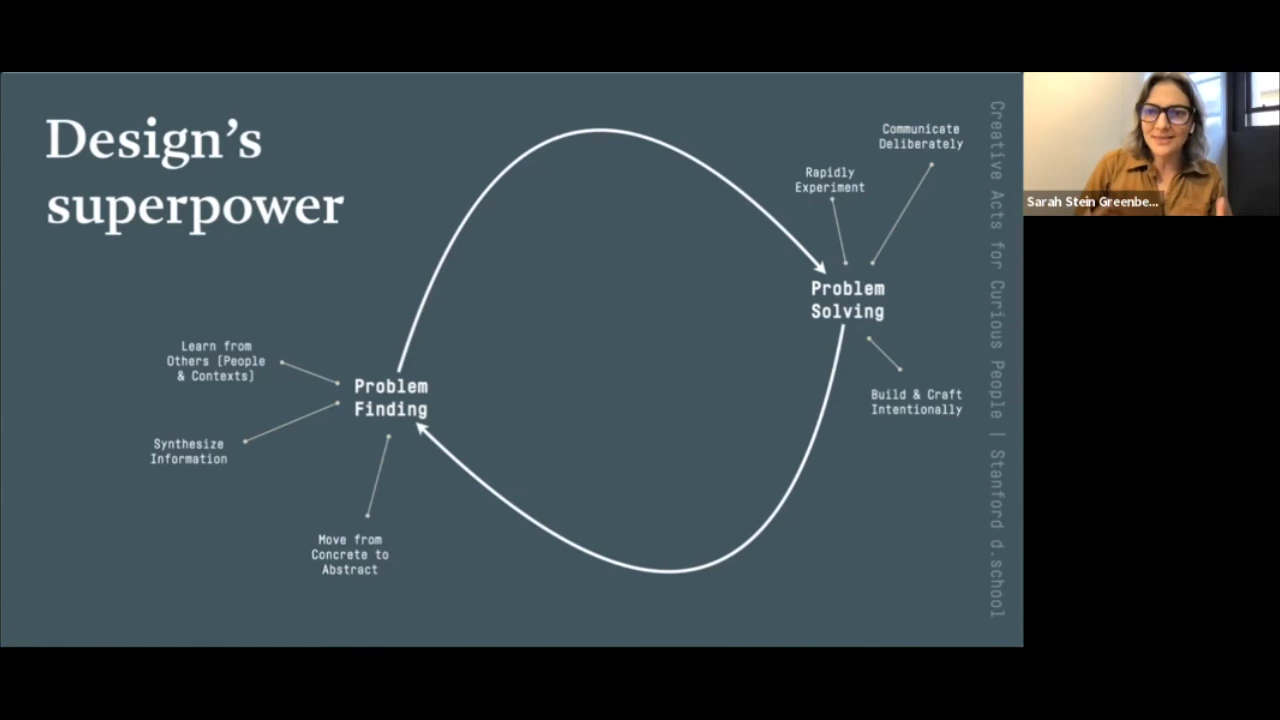 Design's
superpower
Communicate
Deliberately
Rapidly
Experiment
Problem
Solving
Build & Craft
Intentionally
Learn from
Others (People
& Contexts)
Problem
Finding
Synthesize
Information
Move from
Concrete to
Abstract
Creative Acts for Curious People | Stanford d.school
Sarah Stein Greenbe...